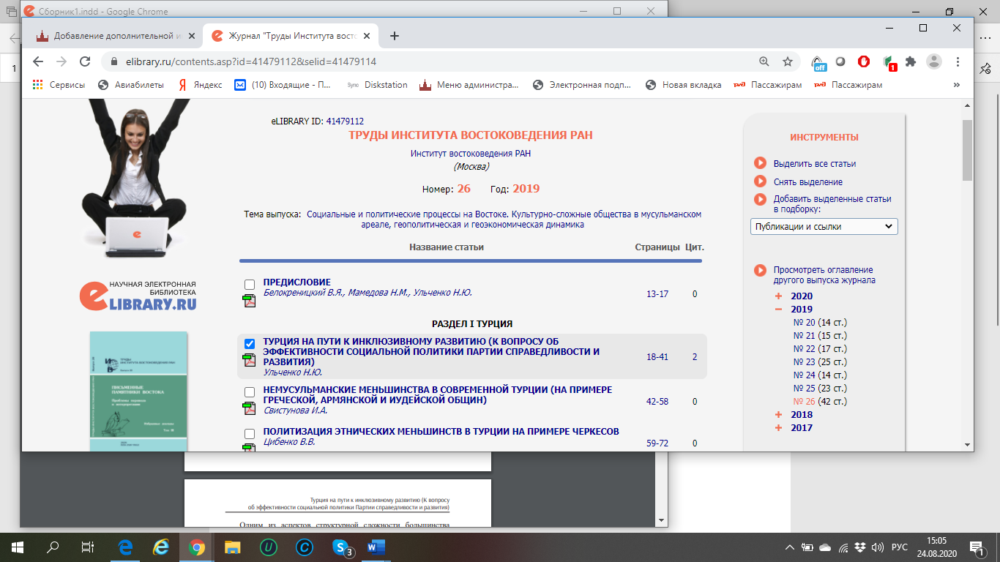 Сборник1.indd - Google Chrome
Добавление дополнительной и
Журнал "Труды Института вост
elibrary.ru/contents.asp?id=41479112&selid=41479114
off
1
Сервисы
Авиабилеты
Яндекс
(10) Входящие - П...
Sync
Diskstation
Меню администра...
Электронная подп...
Новая вкладка
Пассажирам
Пассажирам
»
1
eLIBRARY ID: 41479112
ТРУДЫ ИНСТИТУТА ВОСТОКОВЕДЕНИЯ РАН
Институт востоковедения РАН
(Москва)
Номер: 26 Год: 2019
Тема выпуска: Социальные и политические процессы на Востоке. Культурно-сложные общества в мусульманском
ареале, геополитическая и геоэкономическая динамика
Название статьи Страницы Цит.
ПРЕДИСЛОВИЕ
Белокреницкий В.Я., Мамедова Н.М., Ульченко Н.Ю.
13-17 0
РАЗДЕЛ I ТУРЦИЯ
ТУРЦИЯ НА ПУТИ К ИНКЛЮЗИВНОМУ РАЗВИТИЮ (К ВОПРОСУ ОБ
ЭФФЕКТИВНОСТИ СОЦИАЛЬНОЙ ПОЛИТИКИ ПАРТИИ СПРАВЕДЛИВОСТИ И
РАЗВИТИЯ)
Ульченко Н.Ю.
18-41 2
НЕМУСУЛЬМАНСКИЕ МЕНЬШИНСТВА В СОВРЕМЕННОЙ ТУРЦИИ (НА ПРИМЕРЕ
ГРЕЧЕСКОЙ, АРМЯНСКОЙ И ИУДЕЙСКОЙ ОБЩИН)
Свистунова И.А.
42-58 0
ПОЛИТИЗАЦИЯ ЭТНИЧЕСКИХ МЕНЬШИНСТВ В ТУРЦИИ НА ПРИМЕРЕ ЧЕРКЕСОВ
Цибенко В.В.
59-72 0
НАУЧНАЯ ЭЛЕКТРОННАЯ
БИБЛИОТЕКА
eLIBRARY.RU
ТРУДЫ
ИНСТИТУТА ВОСТОКОВЕДЕНИЯ РАН
ПИСЬМЕННЫЕ
ПАМЯТНИКИ ВОСТОКА
ИНСТРУМЕНТЫ
Выделить все статьи
Снять выделение
Добавить выделенные статьи
в подборку:
Публикации и ссылки
Просмотреть оглавление
другого выпуска журнала
+ 2020
− 2019
№ 20 (14 ст.)
№ 21 (15 ст.)
№ 22 (17 ст.)
№ 23 (25 ст.)
№ 24 (14 ст.)
№ 25 (23 ст.)
№ 26 (42 ст.)
+ 2018
+ 2017
Турция на пути к инклюзивному развитию (К вопросу
об эффективности социальной политики Партии справедливости и развития)
Одним из аспектов структурной сложности большинства
3
РУС
15:05
24.08.2020
1